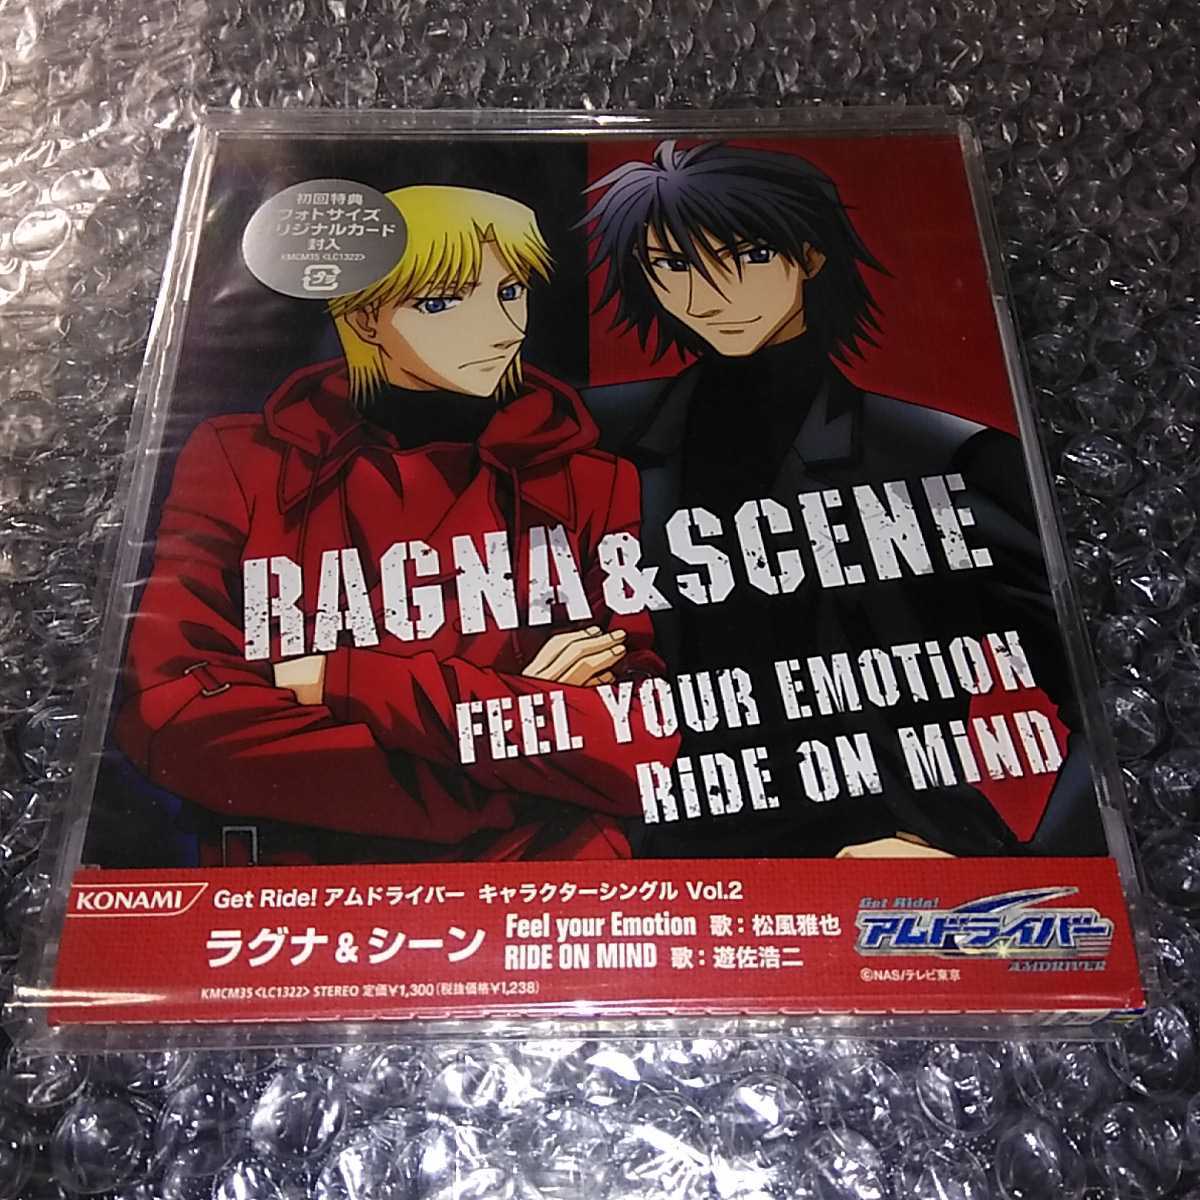 初回特典
フォトサイズ
リジナルカード
封入
KMCM35 <LC1322>
RAGNA&SCENE
FEEL YOUR EMOTiON
RiDE ON MiND
KONAMI
Get Ride! アムドライバー キャラクターシングル Vol.2
ラグナ & シーン
Feel your Emotion 歌：松風雅也
RIDE ON MIND 歌：遊佐浩二
KMCM35<LC1322> STEREO 定価¥1,300(税抜価格¥1,238)
Get Ride!
アムドライバー
AMDRIVER
©NAS/テレビ東京